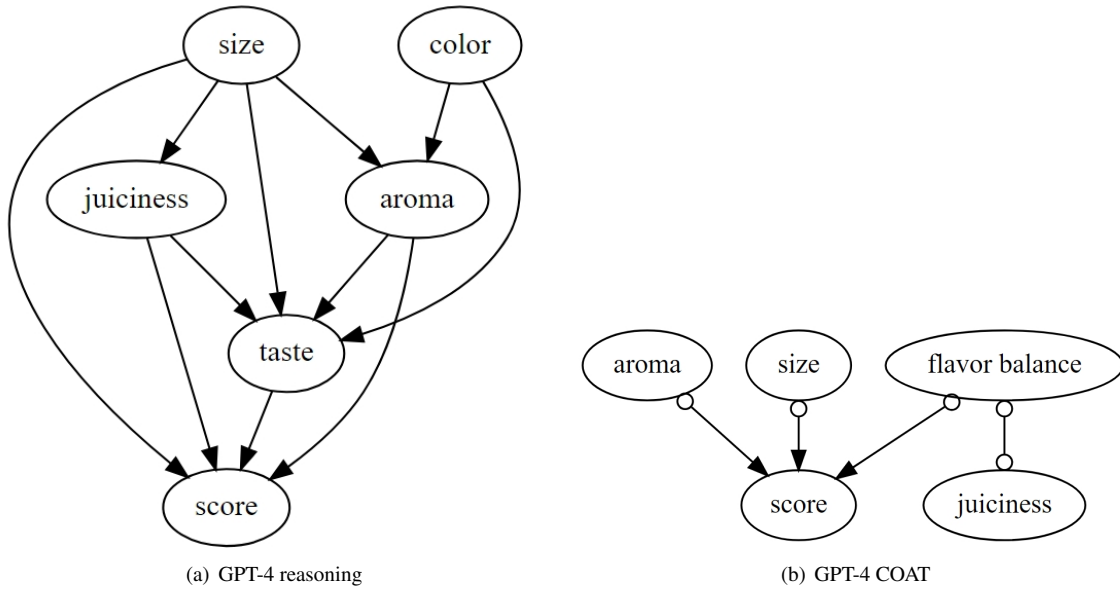 size
color
juiciness
aroma
taste
score
(a) GPT-4 reasoning
aroma
size
flavor balance
score
juiciness
(b) GPT-4 COAT